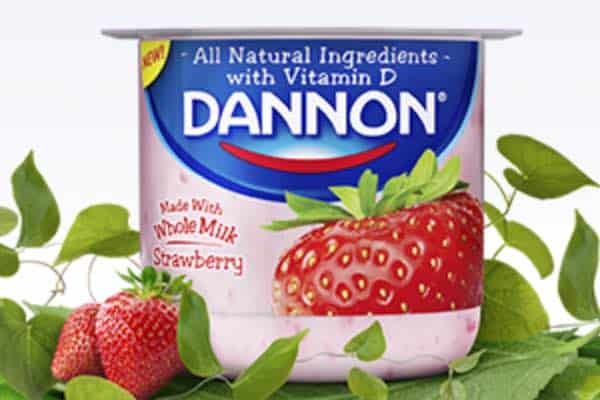 NEW!
- All Natural Ingredients -
with Vitamin D
DANNON®
Made With
Whole Milk
Strawberry